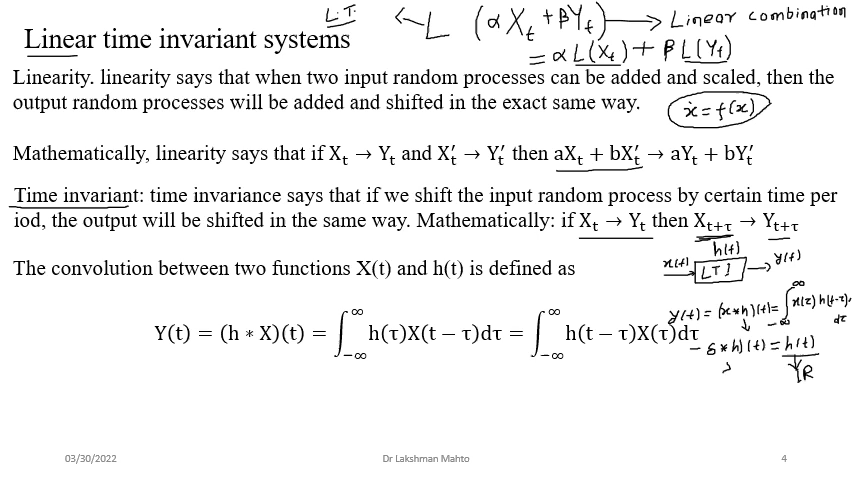 L.T.
L (αX_t + βY_t) → Linear combination
Linear time invariant systems
= αL(X_t) + βL(Y_t)
Linearity. linearity says that when two input random processes can be added and scaled, then the
output random processes will be added and shifted in the exact same way.
ẋ = f(x)
Mathematically, linearity says that if X_t → Y_t and X′_t → Y′_t then aX_t + bX′_t → aY_t + bY′_t
Time invariant: time invariance says that if we shift the input random process by certain time per
iod, the output will be shifted in the same way. Mathematically: if X_t → Y_t then X_{t+τ} → Y_{t+τ}
h(t)
x(t) → LTI → y(t)
The convolution between two functions X(t) and h(t) is defined as
y(t) = (x*h)(t) = ∫_{-∞}^{∞} x(τ) h(t-τ). dτ
Y(t) = (h ∗ X)(t) = ∫_{-∞}^{∞} h(τ)X(t − τ)dτ = ∫_{-∞}^{∞} h(t − τ)X(τ)dτ
δ*h)(t) = h(t)
IR
03/30/2022
Dr Lakshman Mahto
4